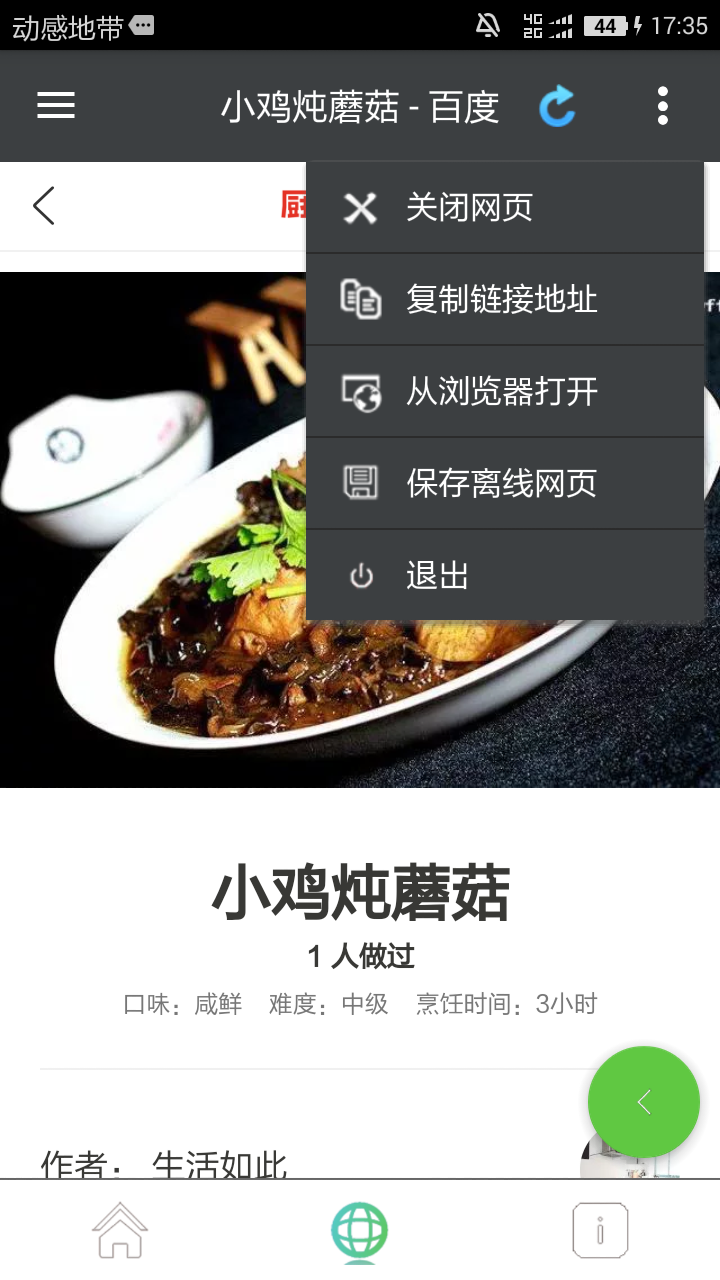 动感地带
4G
2G
44
17:35
小鸡炖蘑菇 - 百度
厨
关闭网页
复制链接地址
从浏览器打开
保存离线网页
退出
小鸡炖蘑菇
1 人做过
口味：咸鲜 难度：中级 烹饪时间：3小时
作者： 生活如此